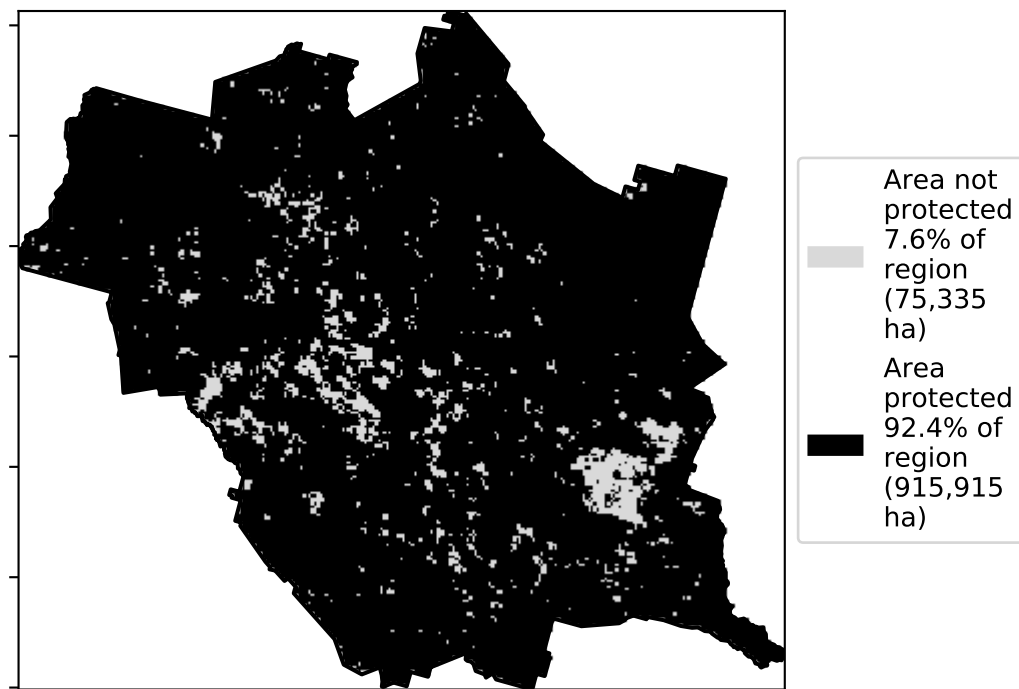 Area not
protected
7.6% of
region
(75,335
ha)
Area
protected
92.4% of
region
(915,915
ha)